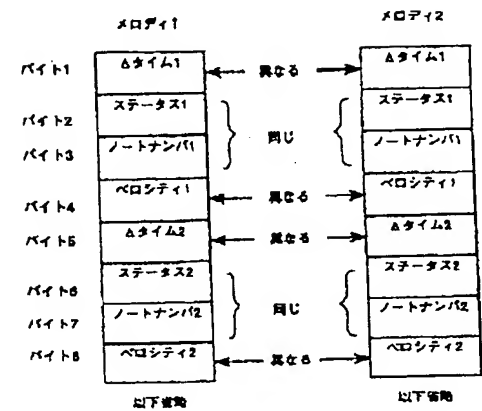 メロディ1 メロディ2
バイト1 Δタイム1 異なる Δタイム1
バイト2 ステータス1 ステータス1
同じ
バイト3 ノートナンバ1 ノートナンバ1
バイト4 ベロシティ1 異なる ベロシティ1
バイト5 Δタイム2 異なる Δタイム2
バイト6 ステータス2 ステータス2
同じ
バイト7 ノートナンバ2 ノートナンバ2
バイト8 ベロシティ2 異なる ベロシティ2
以下省略 以下省略